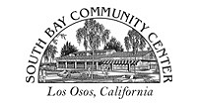 SOUTH BAY COMMUNITY CENTER
Los Osos, California